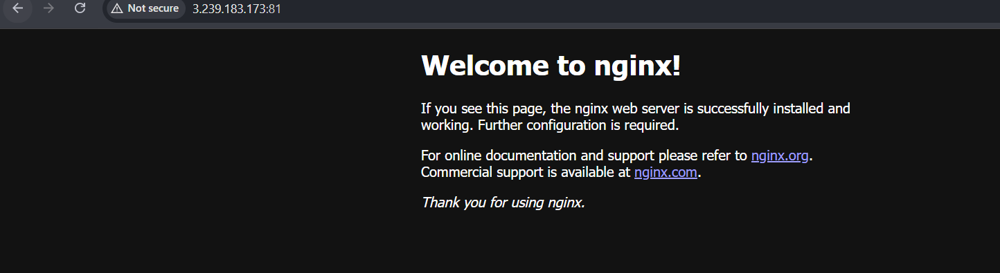 Not secure 3.239.183.173:81
Welcome to nginx!
If you see this page, the nginx web server is successfully installed and
working. Further configuration is required.
For online documentation and support please refer to nginx.org.
Commercial support is available at nginx.com.
Thank you for using nginx.